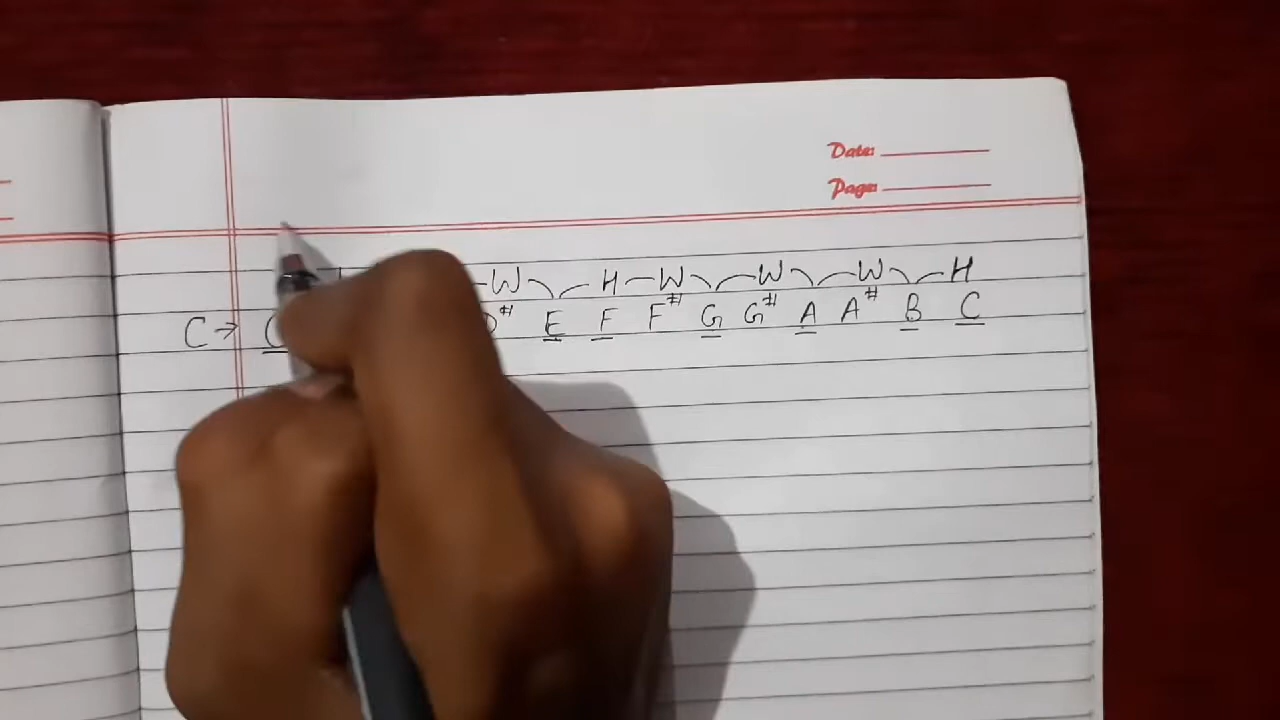 Date:
Page:
W H W W W H
C → C D# E F F# G G# A A# B C